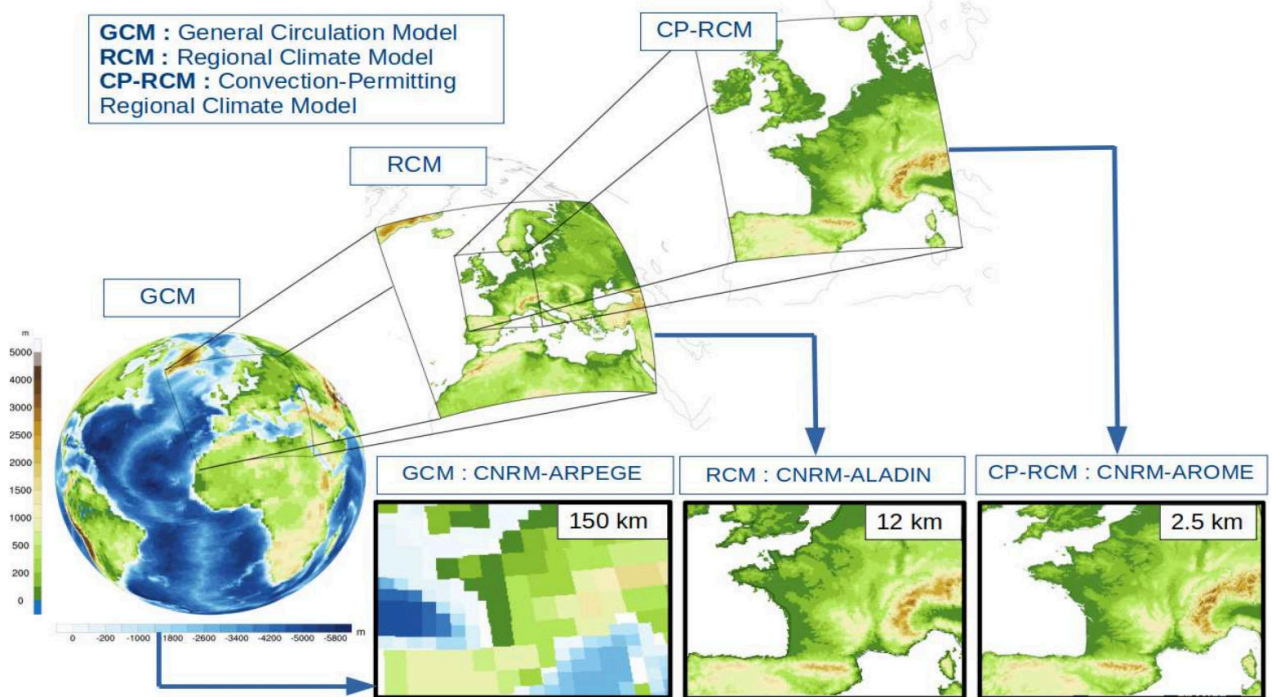 GCM : General Circulation Model
RCM : Regional Climate Model
CP-RCM : Convection-Permitting
Regional Climate Model
CP-RCM
RCM
GCM
m
5000
4000
3000
2500
2000
1500
1000
500
200
0
0 -200 -1000 -1800 -2600 -3400 -4200 -5000 -5800 m
GCM : CNRM-ARPEGE
RCM : CNRM-ALADIN
CP-RCM : CNRM-AROME
150 km
12 km
2.5 km